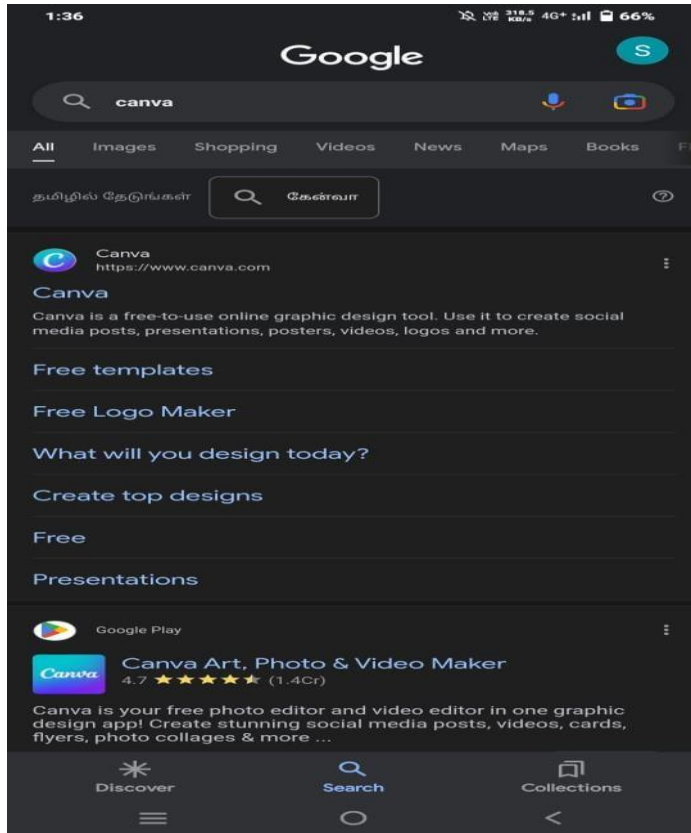 1:36 Vo) LTE 318.5 KB/s 4G+ 66%
Google
S
canva
All Images Shopping Videos News Maps Books
தமிழில் தேடுங்கள் கேன்வா
C Canva
https://www.canva.com
Canva
Canva is a free-to-use online graphic design tool. Use it to create social
media posts, presentations, posters, videos, logos and more.
Free templates
Free Logo Maker
What will you design today?
Create top designs
Free
Presentations
Google Play
Canva
Canva Art, Photo & Video Maker
4.7 ★★★★★ (1.4Cr)
Canva is your free photo editor and video editor in one graphic
design app! Create stunning social media posts, videos, cards,
flyers, photo collages & more ...
Discover Search Collections